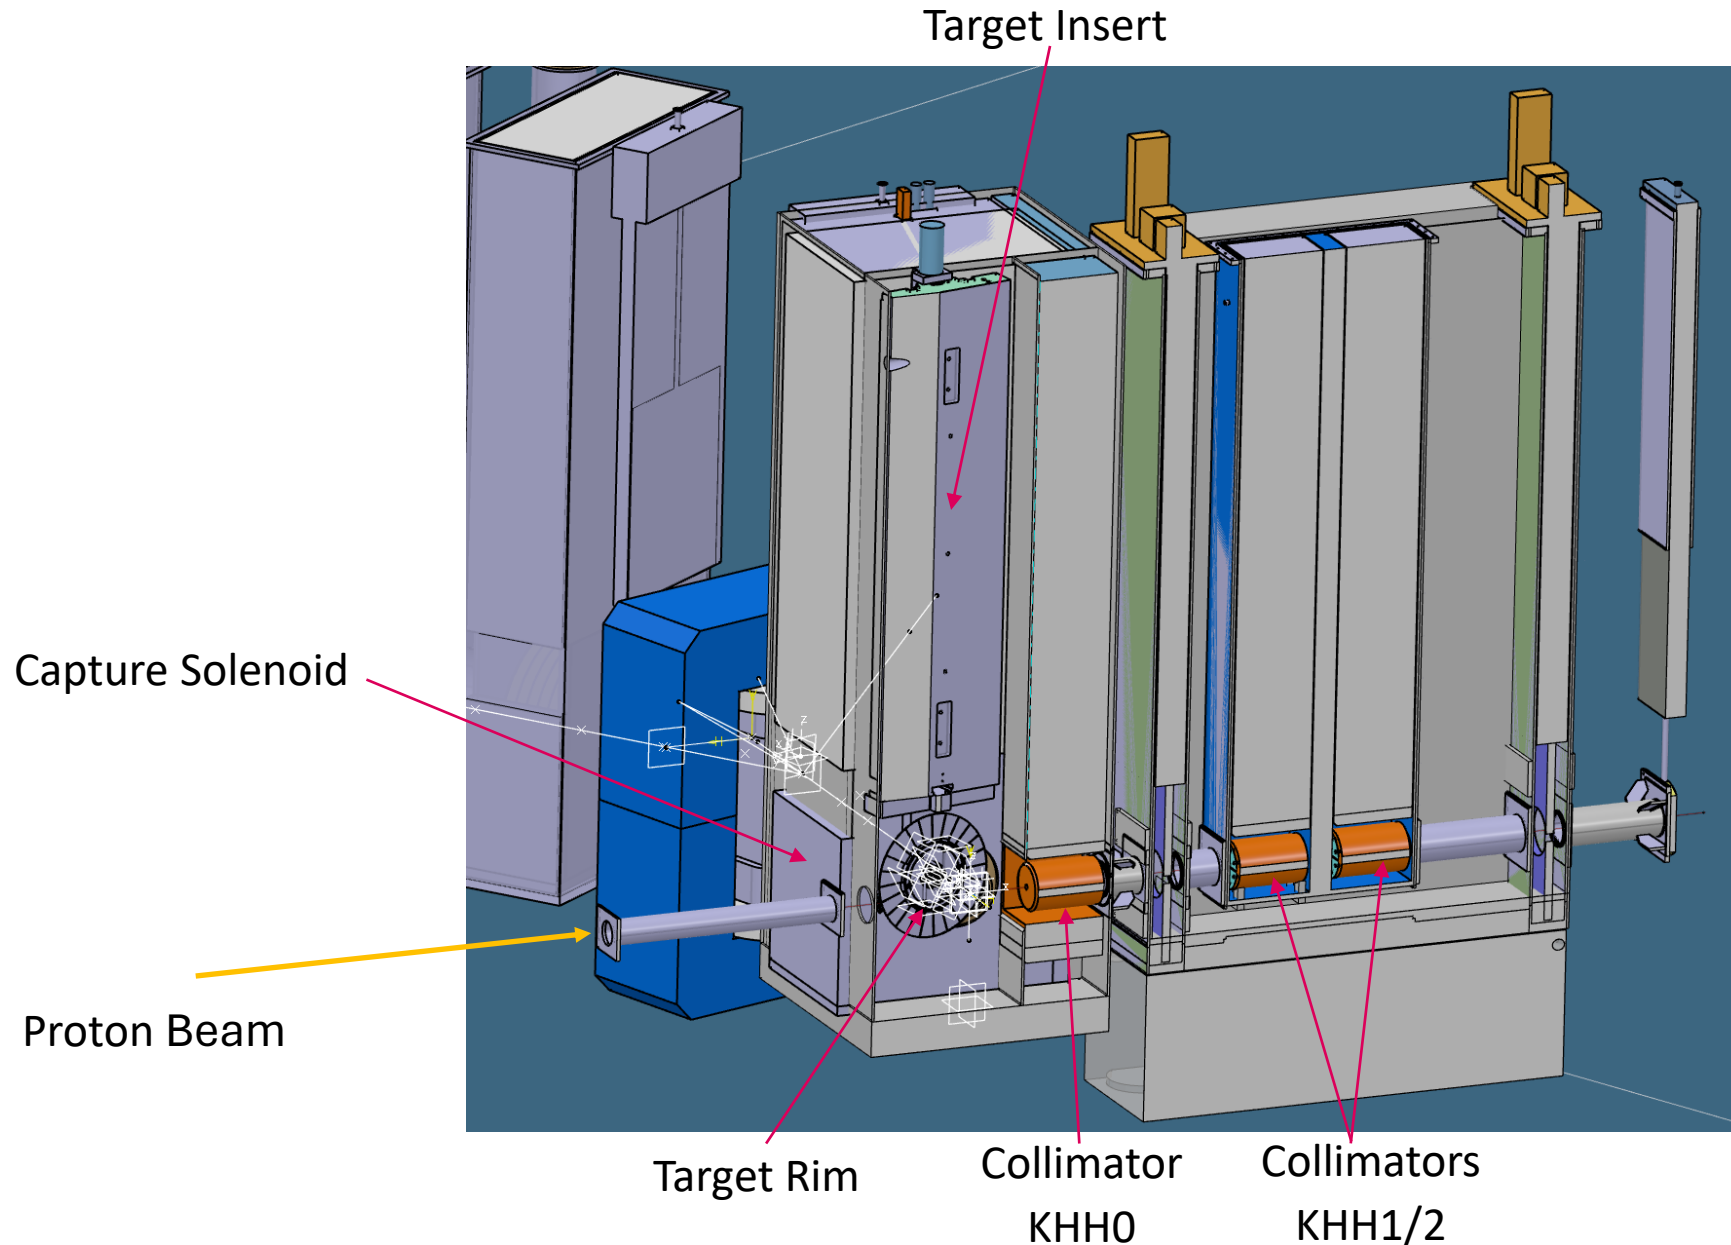 Target Insert
Capture Solenoid
Proton Beam
Target Rim
Collimator
KHH0
Collimators
KHH1/2